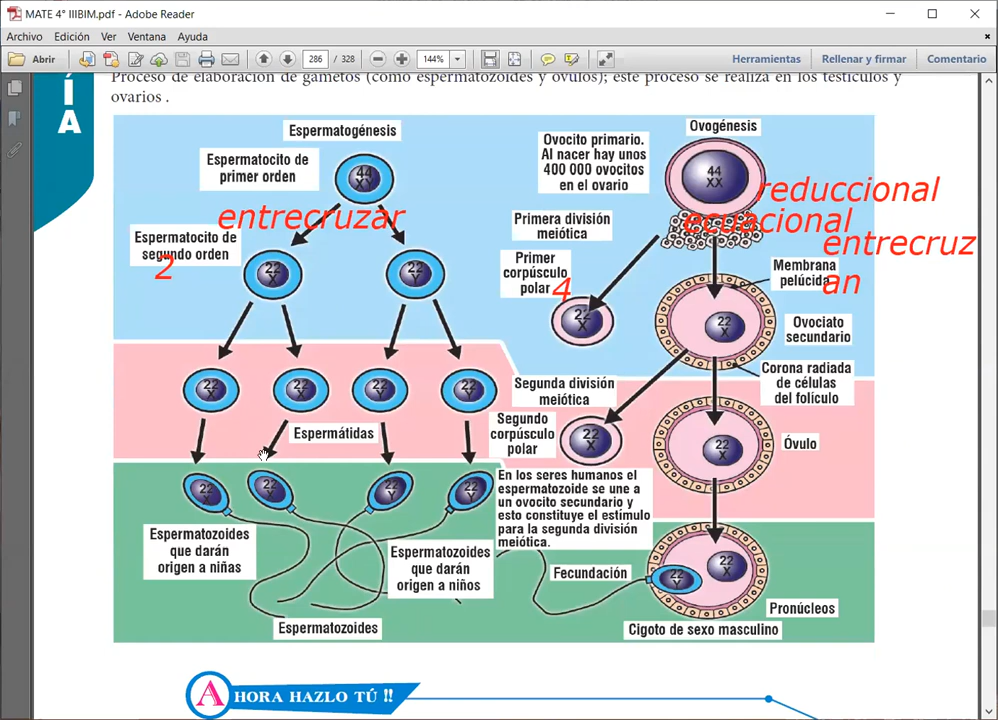 MATE 4° IIIBIM.pdf - Adobe Reader
Archivo Edición Ver Ventana Ayuda
Abrir 286 / 328 144% Herramientas Rellenar y firmar Comentario
Í
A
Proceso de elaboración de gametos (como espermatozoides y óvulos); este proceso se realiza en los testículos y
ovarios .
Espermatogénesis
Espermatocito de
primer orden
44
XY
entrecruzar
Espermatocito de
segundo orden
2
22
X
22
Y
22
X
22
X
22
Y
22
Y
Espermátidas
22
X
22
X
22
Y
22
Y
Espermatozoides
que darán
origen a niñas
Espermatozoides
que darán
origen a niños
Espermatozoides
Ovogénesis
Ovocito primario.
Al nacer hay unos
400 000 ovocitos
en el ovario
44
XX
reduccional
ecuacional
entrecruz
an
Primera división
meiótica
Primer
corpúsculo
polar
4
22
X
Membrana
pelúcida
22
X
Ovociato
secundario
Corona radiada
de células
del folículo
Segunda división
meiótica
Segundo
corpúsculo
polar
22
X
22
X
Óvulo
En los seres humanos el
espermatozoide se une a
un ovocito secundario y
esto constituye el estimulo
para la segunda división
meiótica.
Fecundación
22
Y
22
X
Pronúcleos
Cigoto de sexo masculino
A HORA HAZLO TÚ !!